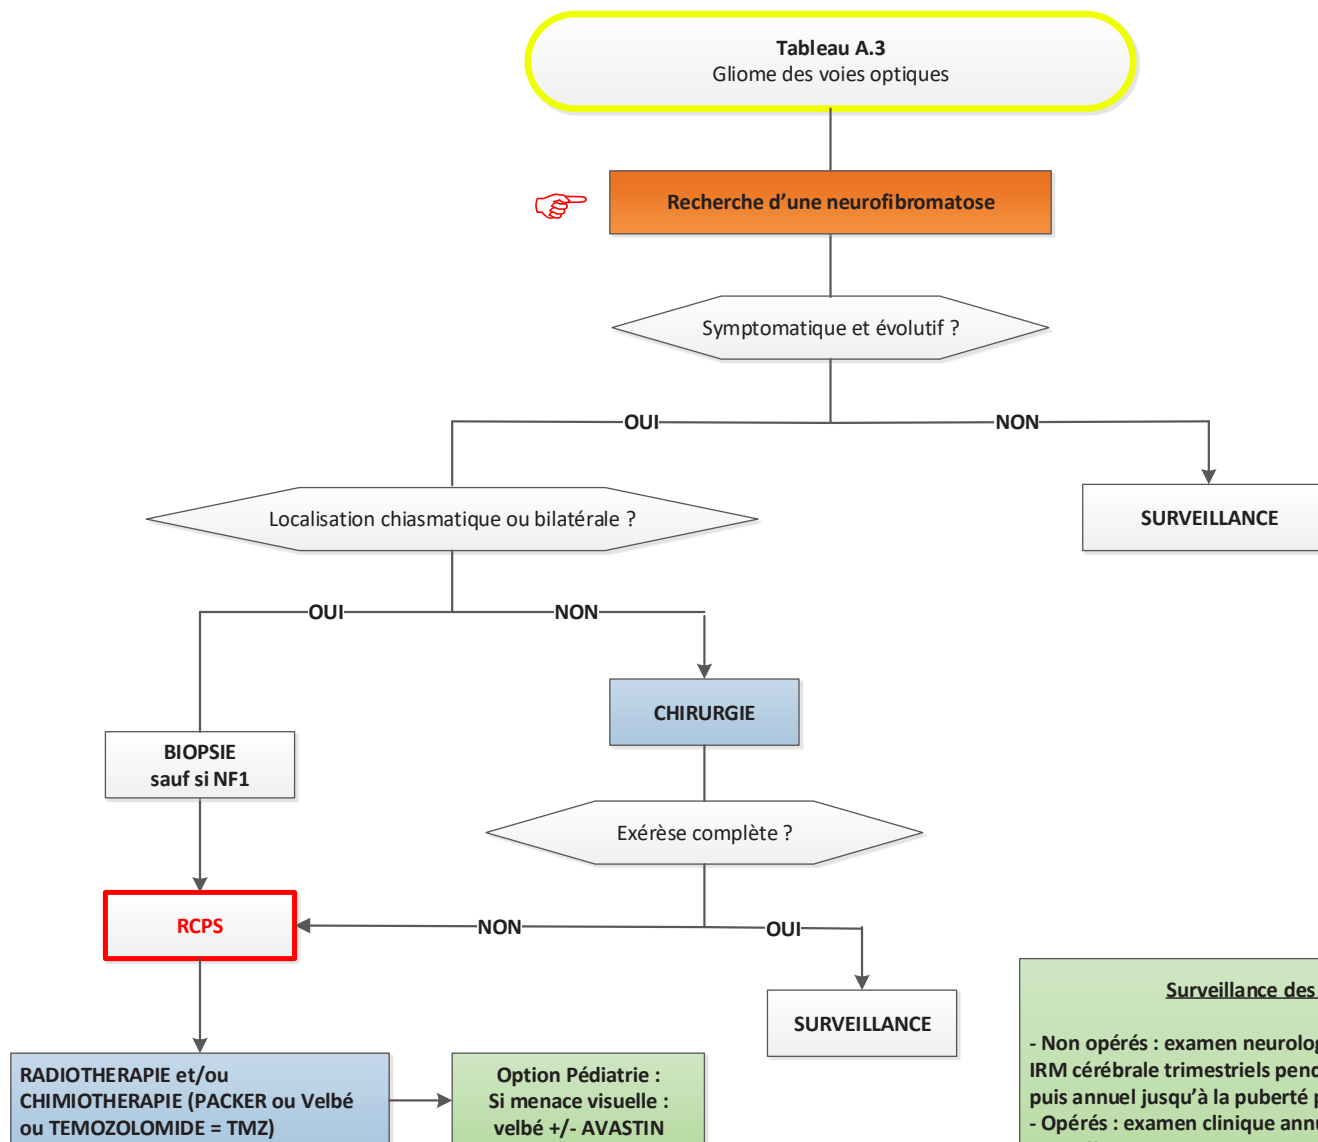 Tableau A.3
Gliome des voies optiques
Recherche d’une neurofibromatose
Symptomatique et évolutif ?
OUI
NON
Localisation chiasmatique ou bilatérale ?
SURVEILLANCE
OUI
NON
CHIRURGIE
BIOPSIE
sauf si NF1
Exérèse complète ?
RCPS
NON
OUI
SURVEILLANCE
RADIOTHERAPIE et/ou
CHIMIOTHERAPIE (PACKER ou Velbé
ou TEMOZOLOMIDE = TMZ)
Option Pédiatrie :
Si menace visuelle :
velbé +/- AVASTIN
Surveillance des
- Non opérés : examen neurolog
IRM cérébrale trimestriels pend
puis annuel jusqu’à la puberté p
- Opérés : examen clinique annu